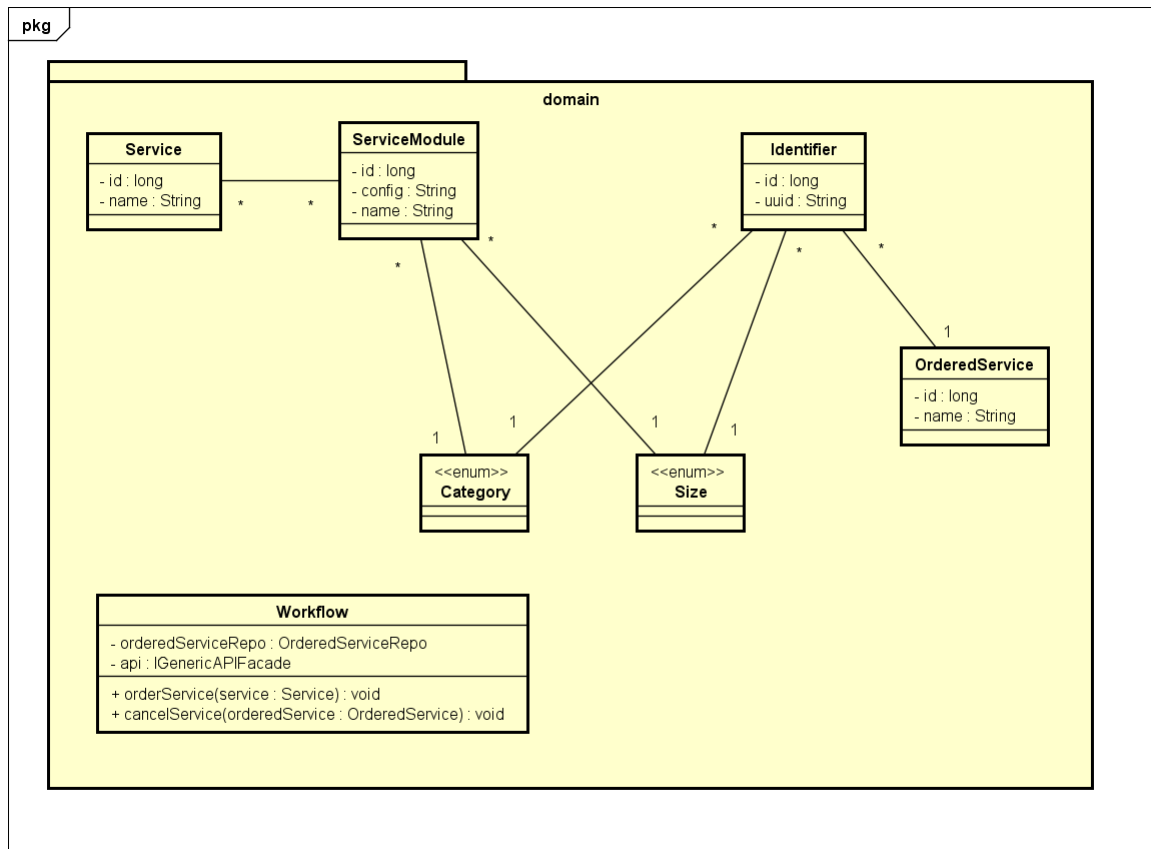 pkg
domain
Service
- id : long
- name : String
ServiceModule
- id : long
- config : String
- name : String
Identifier
- id : long
- uuid : String
*
*
*
*
*
*
*
1
OrderedService
- id : long
- name : String
1
1
1
1
<<enum>>
Category
<<enum>>
Size
Workflow
- orderedServiceRepo : OrderedServiceRepo
- api : IGenericAPIFacade
+ orderService(service : Service) : void
+ cancelService(orderedService : OrderedService) : void